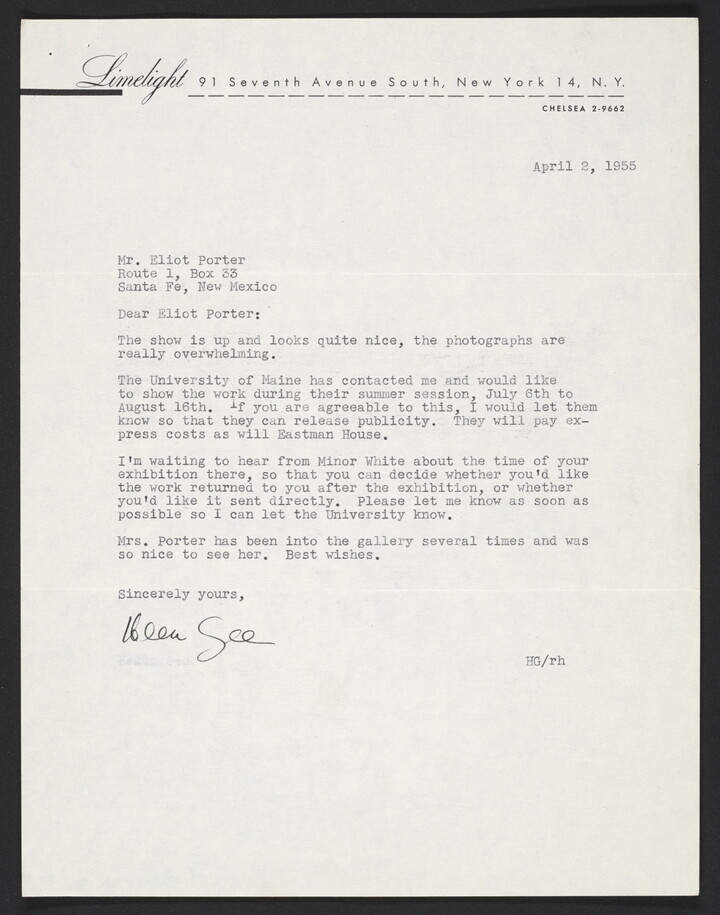 Limelight 91 Seventh Avenue South, New York 14, N. Y.
CHELSEA 2-9662
April 2, 1955
Mr. Eliot Porter
Route 1, Box 33
Santa Fe, New Mexico
Dear Eliot Porter:
The show is up and looks quite nice, the photographs are
really overwhelming.
The University of Maine has contacted me and would like
to show the work during their summer session, July 6th to
August 16th. If you are agreeable to this, I would let them
know so that they can release publicity. They will pay ex-
press costs as will Eastman House.
I'm waiting to hear from Minor White about the time of your
exhibition there, so that you can decide whether you'd like
the work returned to you after the exhibition, or whether
you'd like it sent directly. Please let me know as soon as
possible so I can let the University know.
Mrs. Porter has been into the gallery several times and was
so nice to see her. Best wishes.
Sincerely yours,
Helen Gee
HG/rh